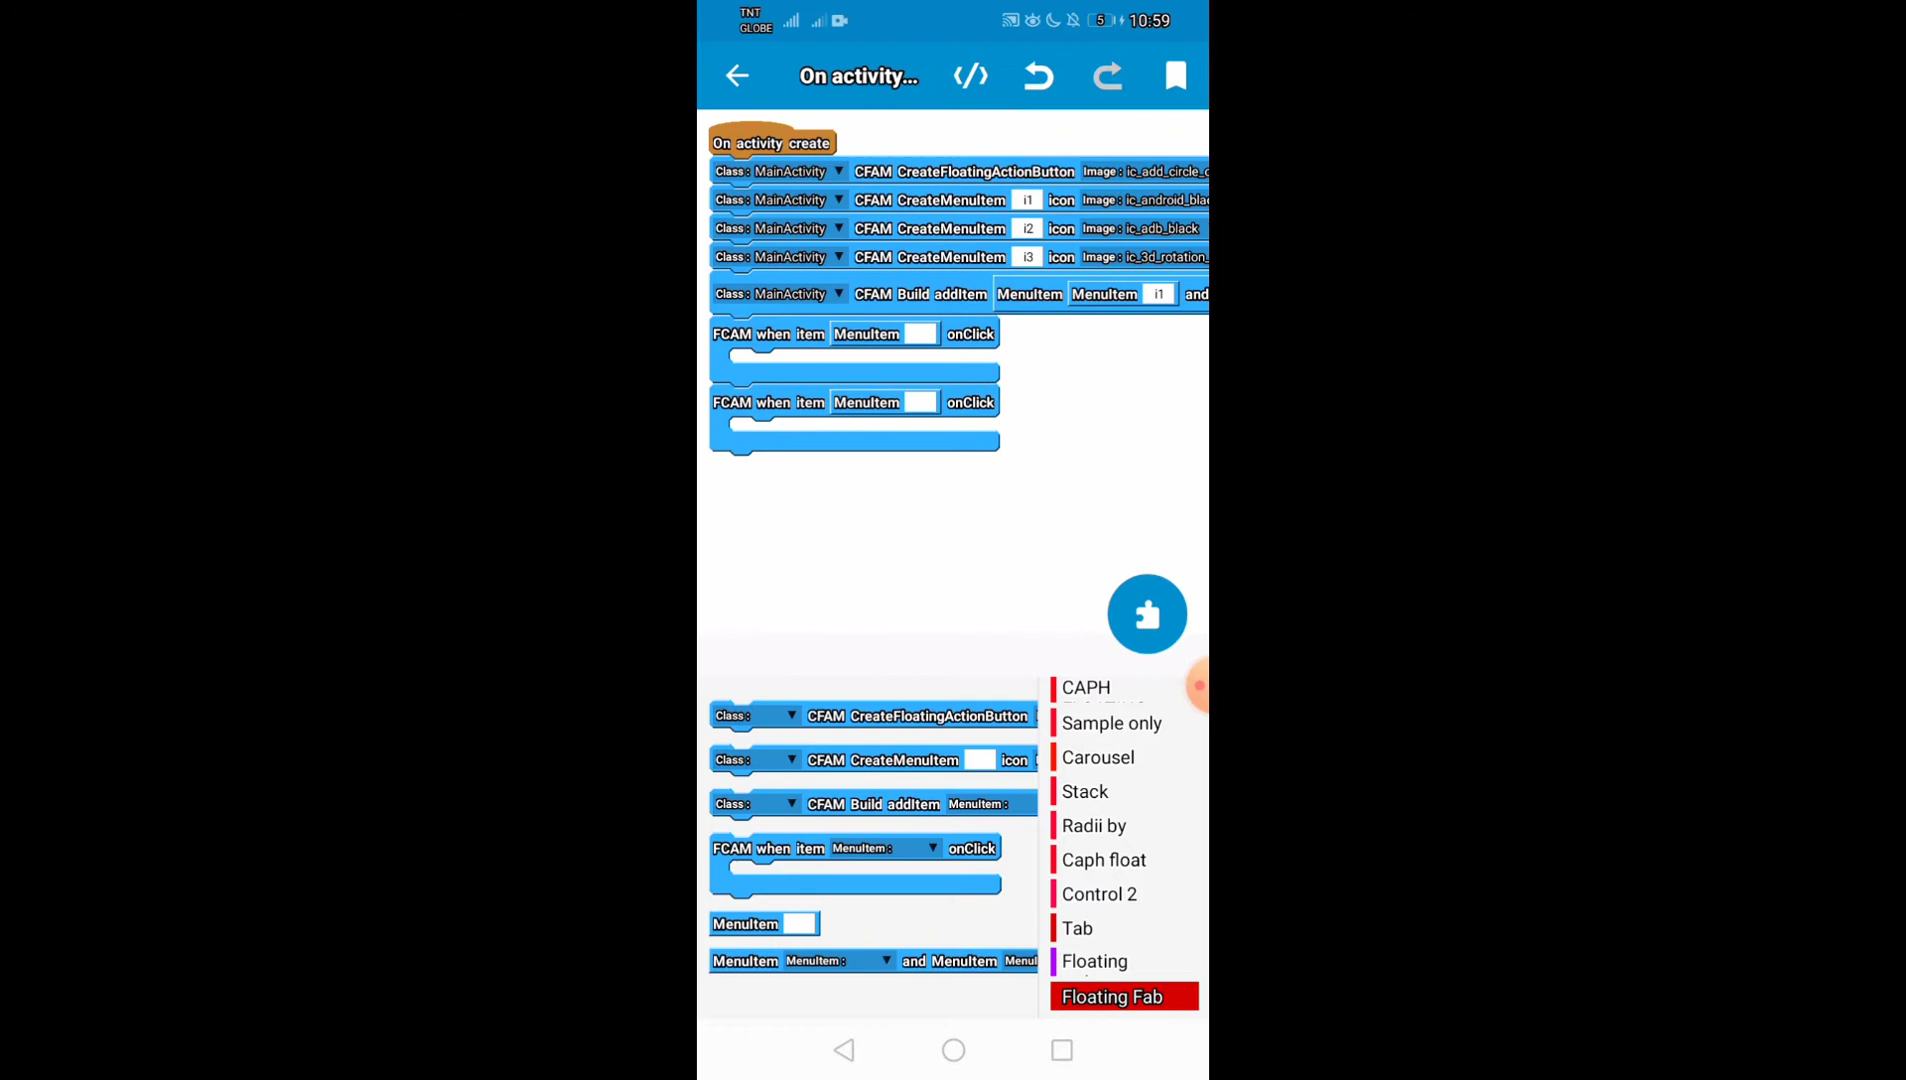 TNT
GLOBE
5
10:59
On activity...
On activity create
Class: MainActivity CFAM CreateFloatingActionButton Image: ic_add_circle_
Class: MainActivity CFAM CreateMenuItem i1 icon Image: ic_android_blac
Class: MainActivity CFAM CreateMenuItem i2 icon Image: ic_adb_black
Class: MainActivity CFAM CreateMenuItem i3 icon Image: ic_3d_rotation_
Class: MainActivity CFAM Build addItem MenuItem MenuItem i1 and
FCAM when item MenuItem onClick
FCAM when item MenuItem onClick
CAPH
Class: CFAM CreateFloatingActionButton
Sample only
Class: CFAM CreateMenuItem icon
Carousel
Stack
Class: CFAM Build addItem MenuItem:
Radii by
FCAM when item MenuItem: onClick
Caph float
Control 2
MenuItem
Tab
MenuItem MenuItem: and MenuItem Menu
Floating
Floating Fab